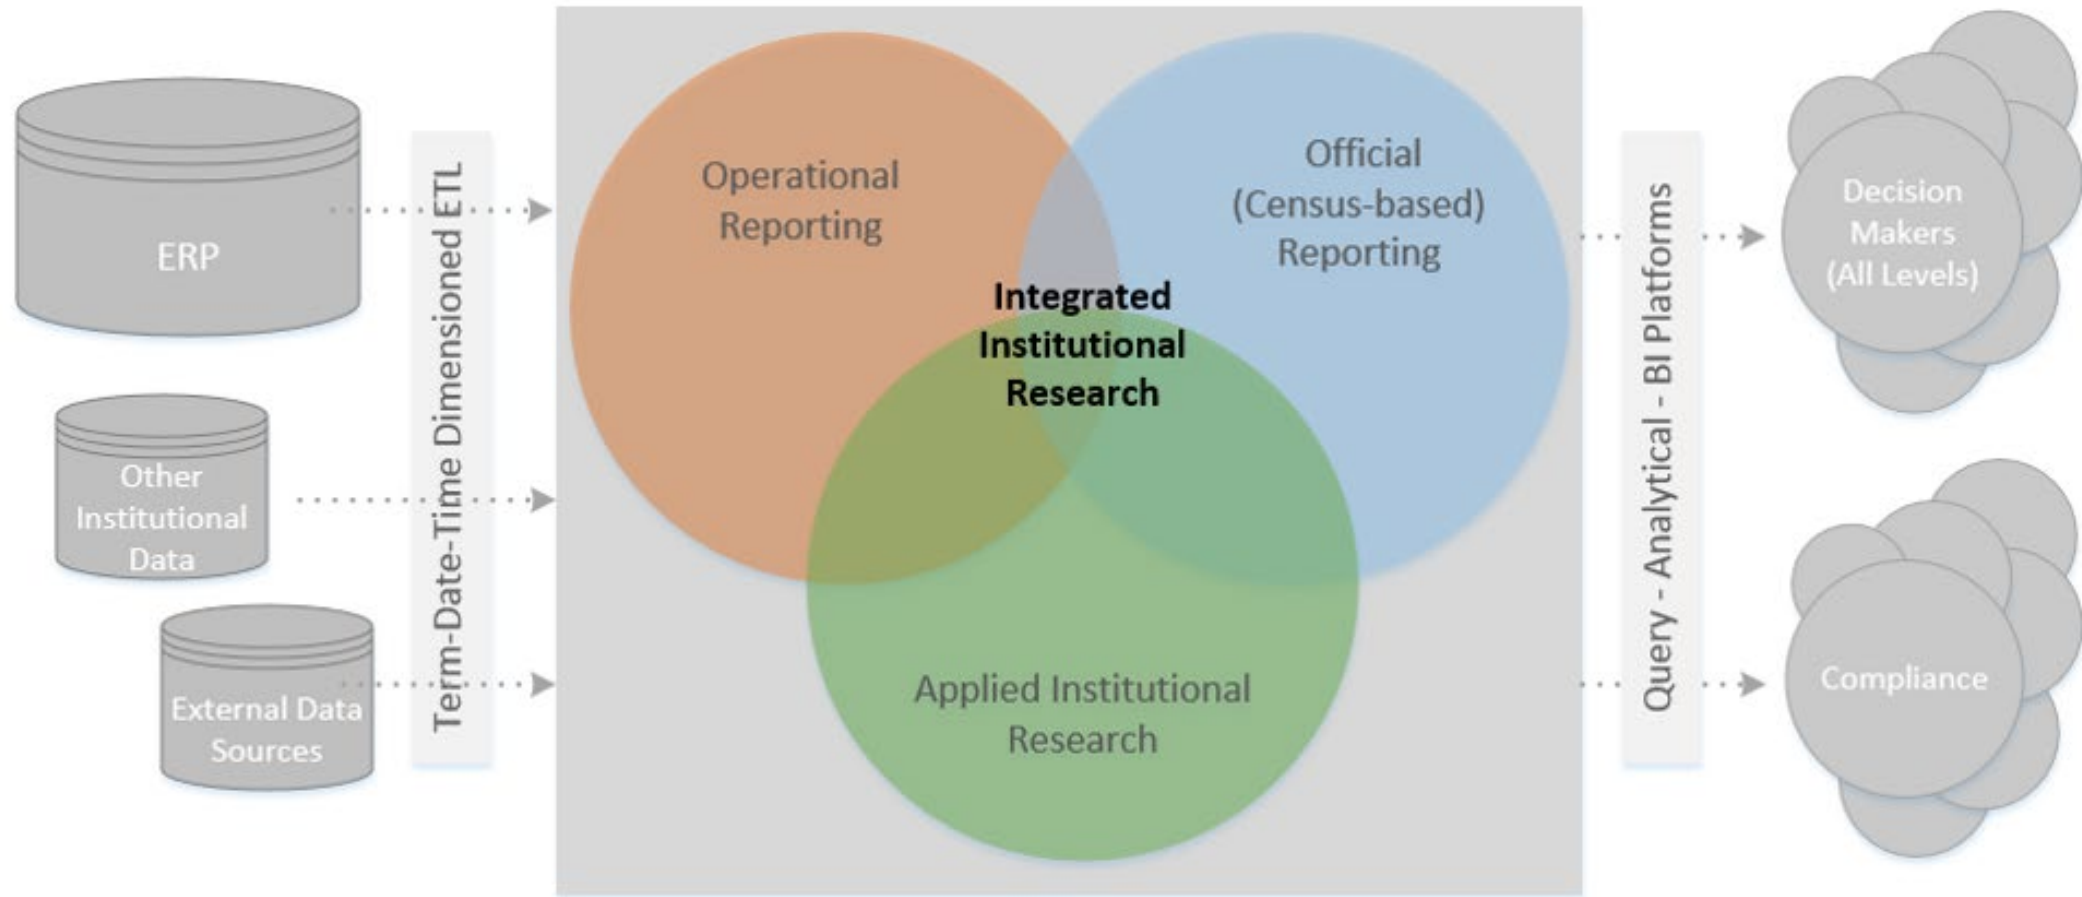 ERP
Other
Institutional
Data
External Data
Sources
Term-Date-Time Dimensioned ETL
Operational
Reporting
Official
(Census-based)
Reporting
Integrated
Institutional
Research
Applied Institutional
Research
Query - Analytical - BI Platforms
Decision
Makers
(All Levels)
Compliance